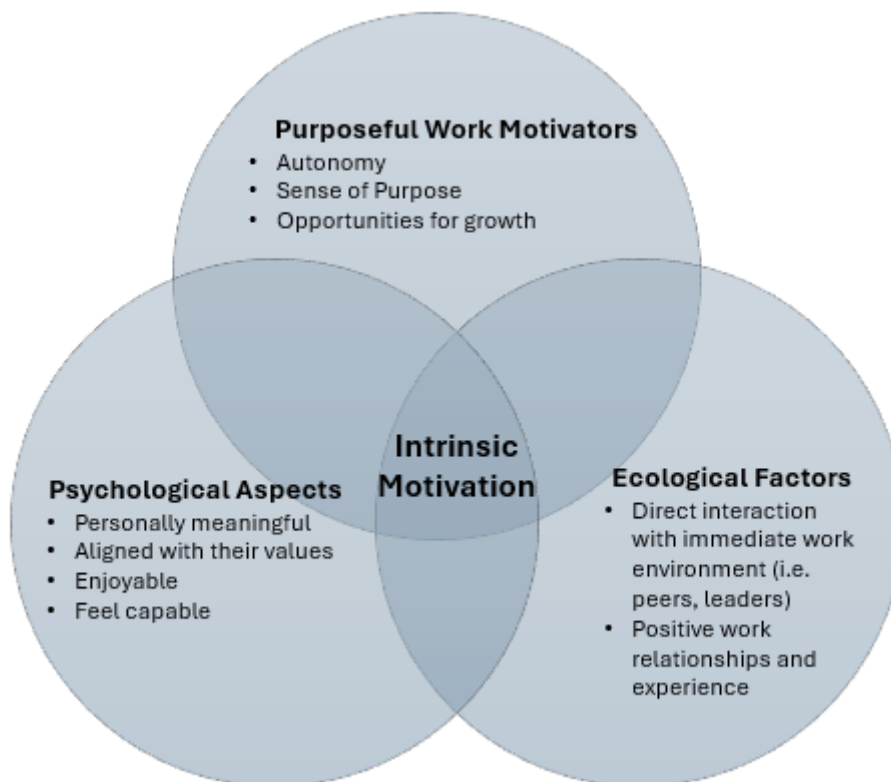 Purposeful Work Motivators
• Autonomy
• Sense of Purpose
• Opportunities for growth
Intrinsic
Motivation
Psychological Aspects
• Personally meaningful
• Aligned with their values
• Enjoyable
• Feel capable
Ecological Factors
• Direct interaction
with immediate work
environment (i.e.
peers, leaders)
• Positive work
relationships and
experience